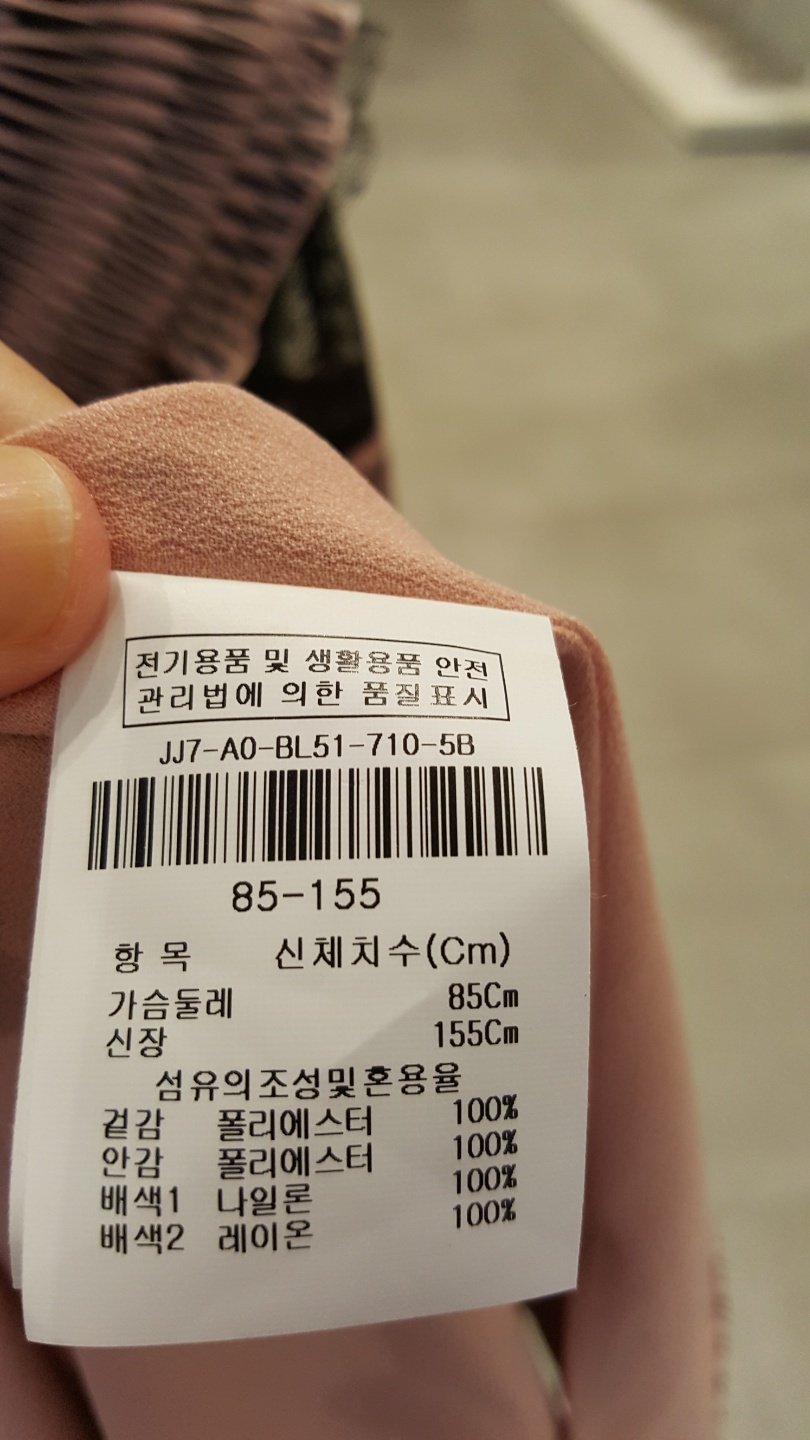 전기용품 및 생활용품 안전
관리법에 의한 품질표시
JJ7-A0-BL51-710-5B
85-155
항 목 신체치수(Cm)
가슴둘레 85Cm
신장 155Cm
섬유의조성및혼용율
겉감 폴리에스터 100%
안감 폴리에스터 100%
배색1 나일론 100%
배색2 레이온 100%